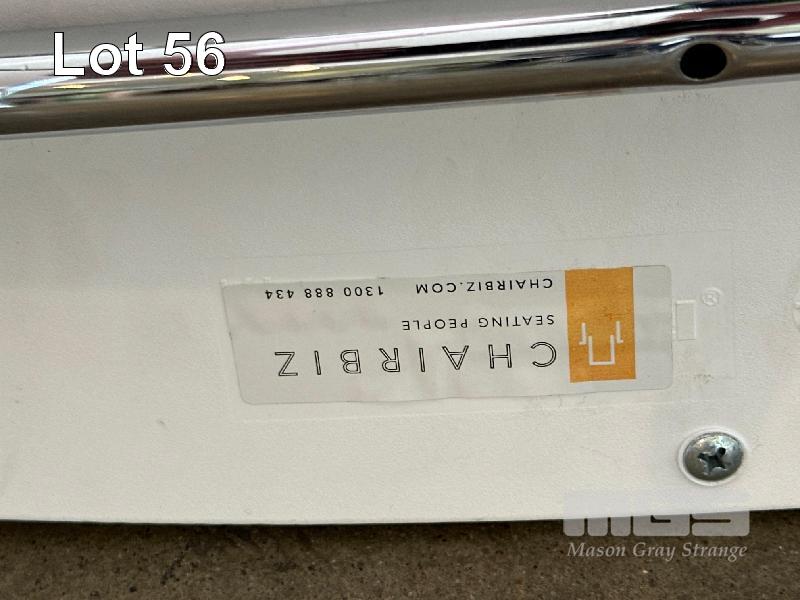 Lot 56
CHAIRBIZ
SEATING PEOPLE
CHAIRBIZ.COM 1300 888 434
®
MGS
Mason Gray Strange